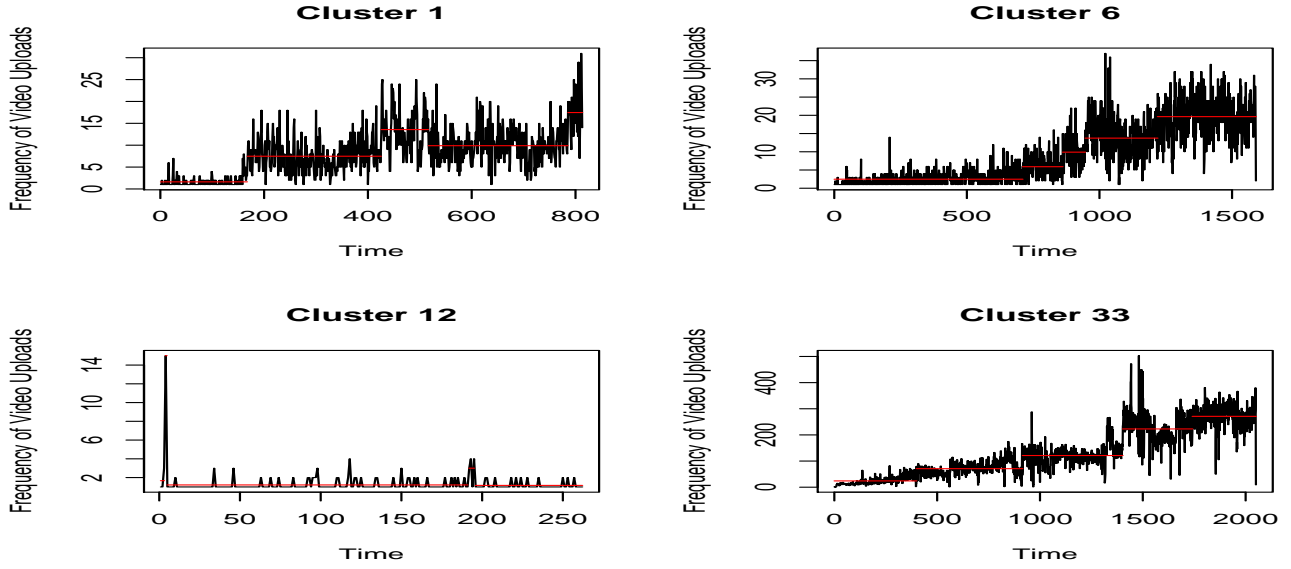 Cluster 1
Frequency of Video Uploads
0 5 15 25
0 200 400 600 800
Time
Cluster 6
Frequency of Video Uploads
0 10 20 30
0 500 1000 1500
Time
Cluster 12
Frequency of Video Uploads
2 6 10 14
0 50 100 150 200 250
Time
Cluster 33
Frequency of Video Uploads
0 200 400
0 500 1000 1500 2000
Time